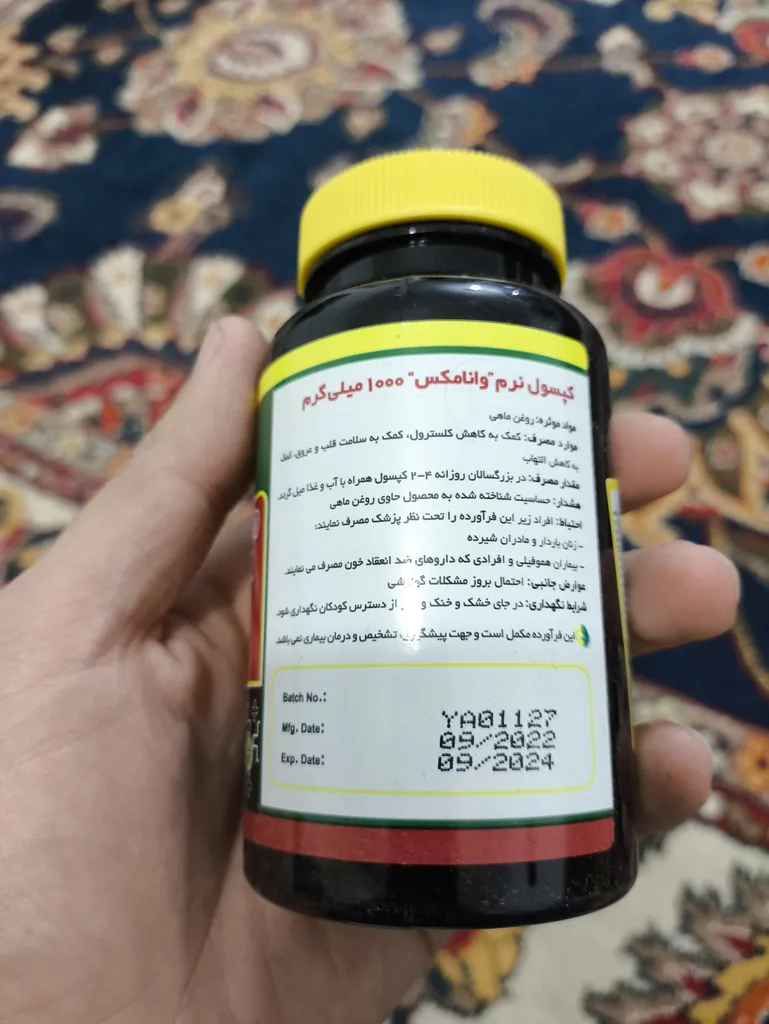 کپسول نرم "وانامکس" ۱۰۰۰ میلی‌گرم
مواد موثره: روغن ماهی
موارد مصرف: کمک به کاهش کلسترول، کمک به سلامت قلب و عروق، کمک
به کاهش التهاب
مقدار مصرف: در بزرگسالان روزانه ۴-۲ کپسول همراه با آب و غذا میل گردد.
هشدار: حساسیت شناخته شده به محصول حاوی روغن ماهی
احتیاط: افراد زیر این فرآورده را تحت نظر پزشک مصرف نمایند:
- زنان باردار و مادران شیرده
- بیماران هموفیلی و افرادی که داروهای ضد انعقاد خون مصرف می نمایند.
عوارض جانبی: احتمال بروز مشکلات گوارشی
شرایط نگهداری: در جای خشک و خنک و دور از دسترس کودکان نگهداری شود.
این فرآورده مکمل است و جهت پیشگیری، تشخیص و درمان بیماری نمی باشد.
Batch No.: YA01127
Mfg. Date: 09/2022
Exp. Date: 09/2024